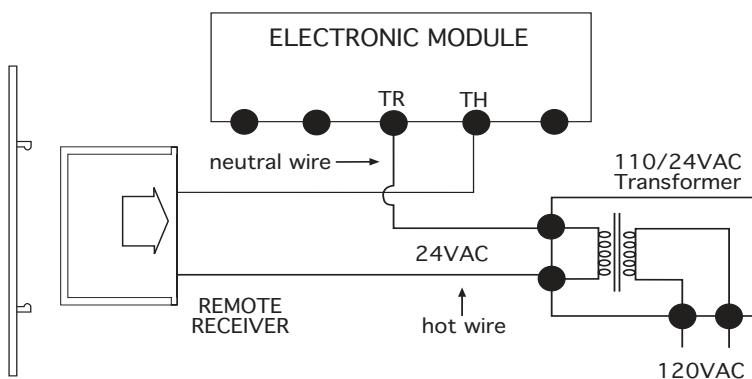 ELECTRONIC MODULE
TR
TH
neutral wire
110/24VAC
Transformer
24VAC
REMOTE
RECEIVER
hot wire
120VAC